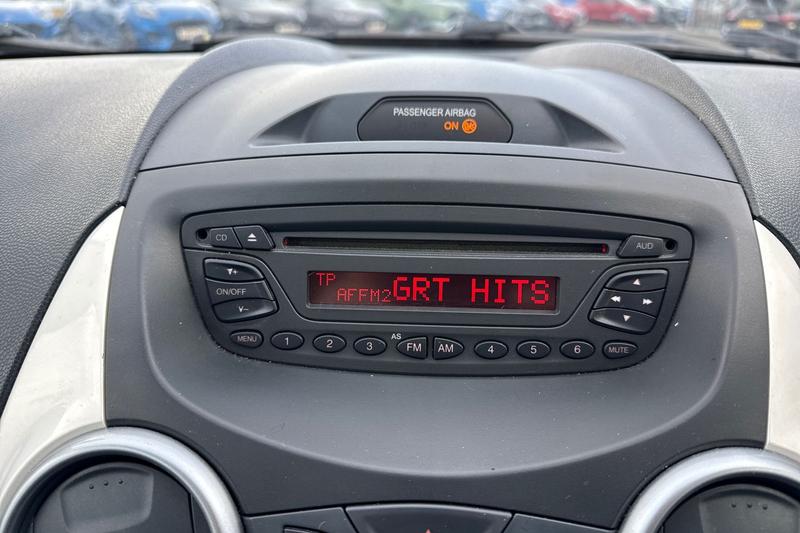 PASSENGER AIRBAG
ON
CD
AUD
TP
AFFM2 GRT HITS
ON/OFF
MENU 1 2 3 AS FM AM 4 5 6 MUTE